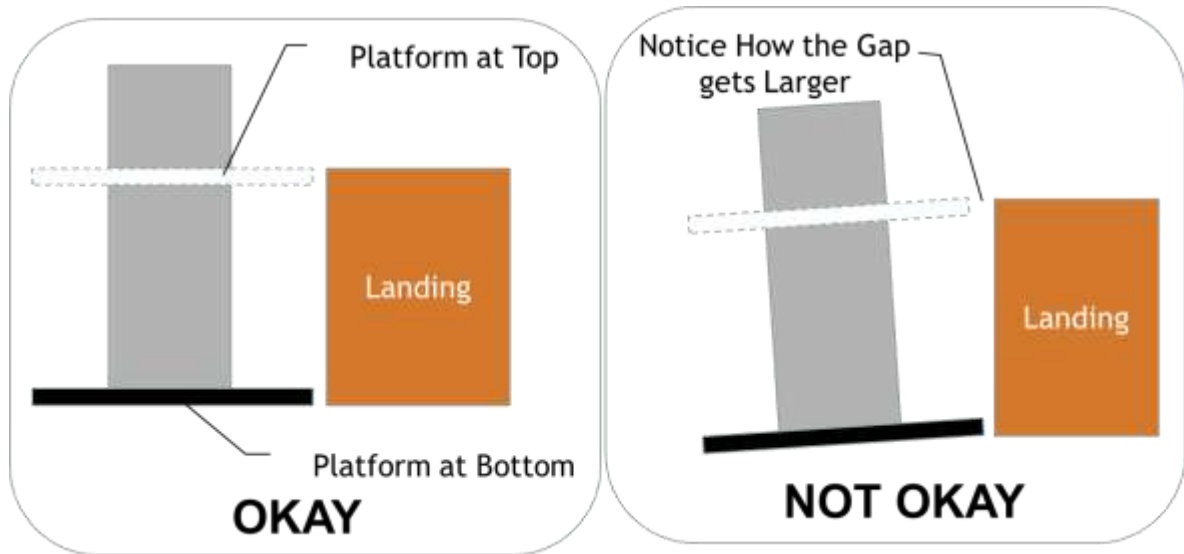 Platform at Top
Landing
Platform at Bottom
OKAY
Notice How the Gap
gets Larger
Landing
NOT OKAY